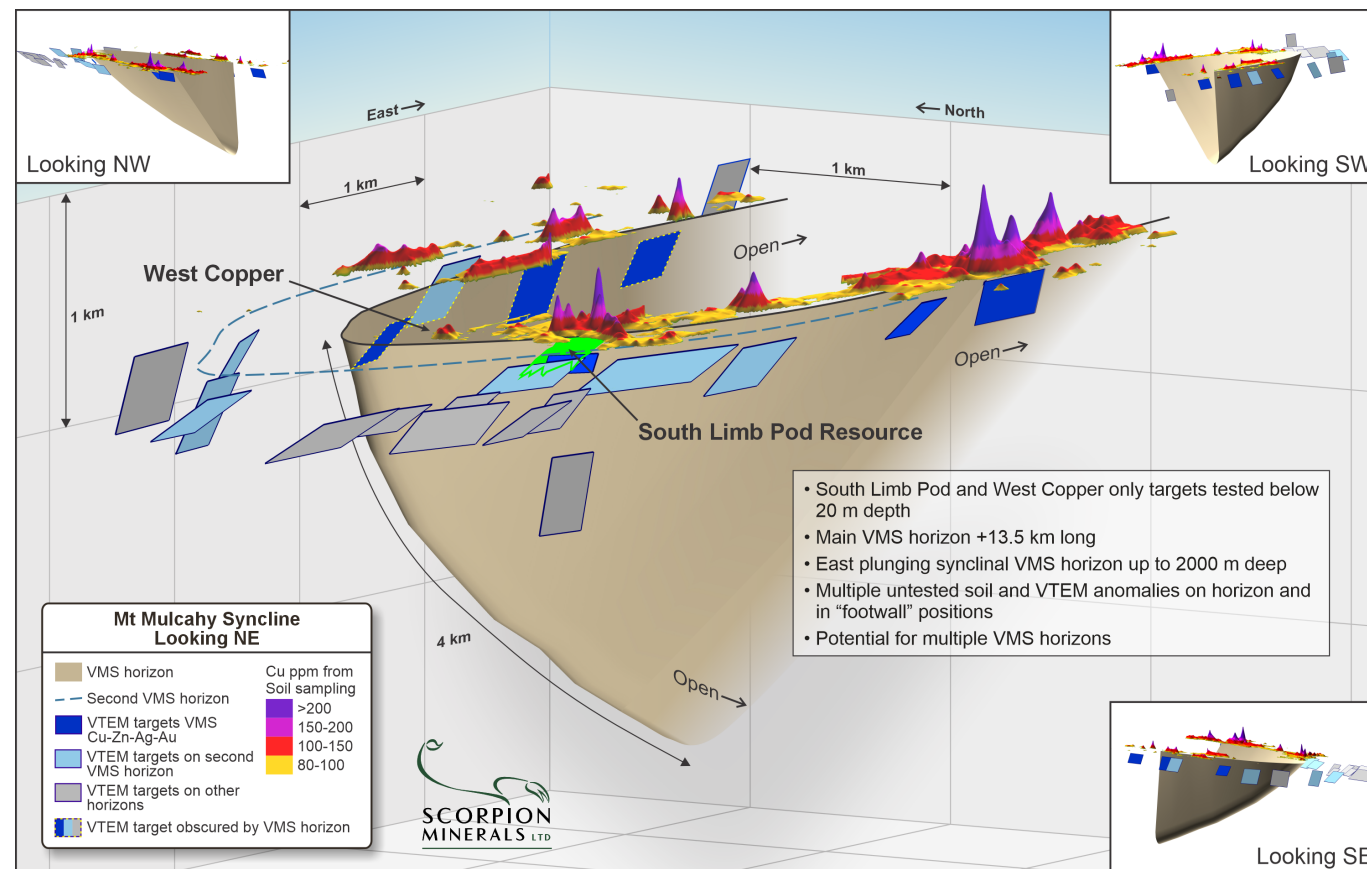 Looking NW
East →
← North
Looking SW
1 km
1 km
1 km
West Copper
Open →
Open →
South Limb Pod Resource
• South Limb Pod and West Copper only targets tested below
20 m depth
• Main VMS horizon +13.5 km long
• East plunging synclinal VMS horizon up to 2000 m deep
• Multiple untested soil and VTEM anomalies on horizon and
in “footwall” positions
• Potential for multiple VMS horizons
4 km
Open →
Mt Mulcahy Syncline
Looking NE
VMS horizon
Second VMS horizon
VTEM targets VMS
Cu-Zn-Ag-Au
VTEM targets on second
VMS horizon
VTEM targets on other
horizons
VTEM target obscured by VMS horizon
Cu ppm from
Soil sampling
>200
150-200
100-150
80-100
SCORPION
MINERALS LTD
Looking SE